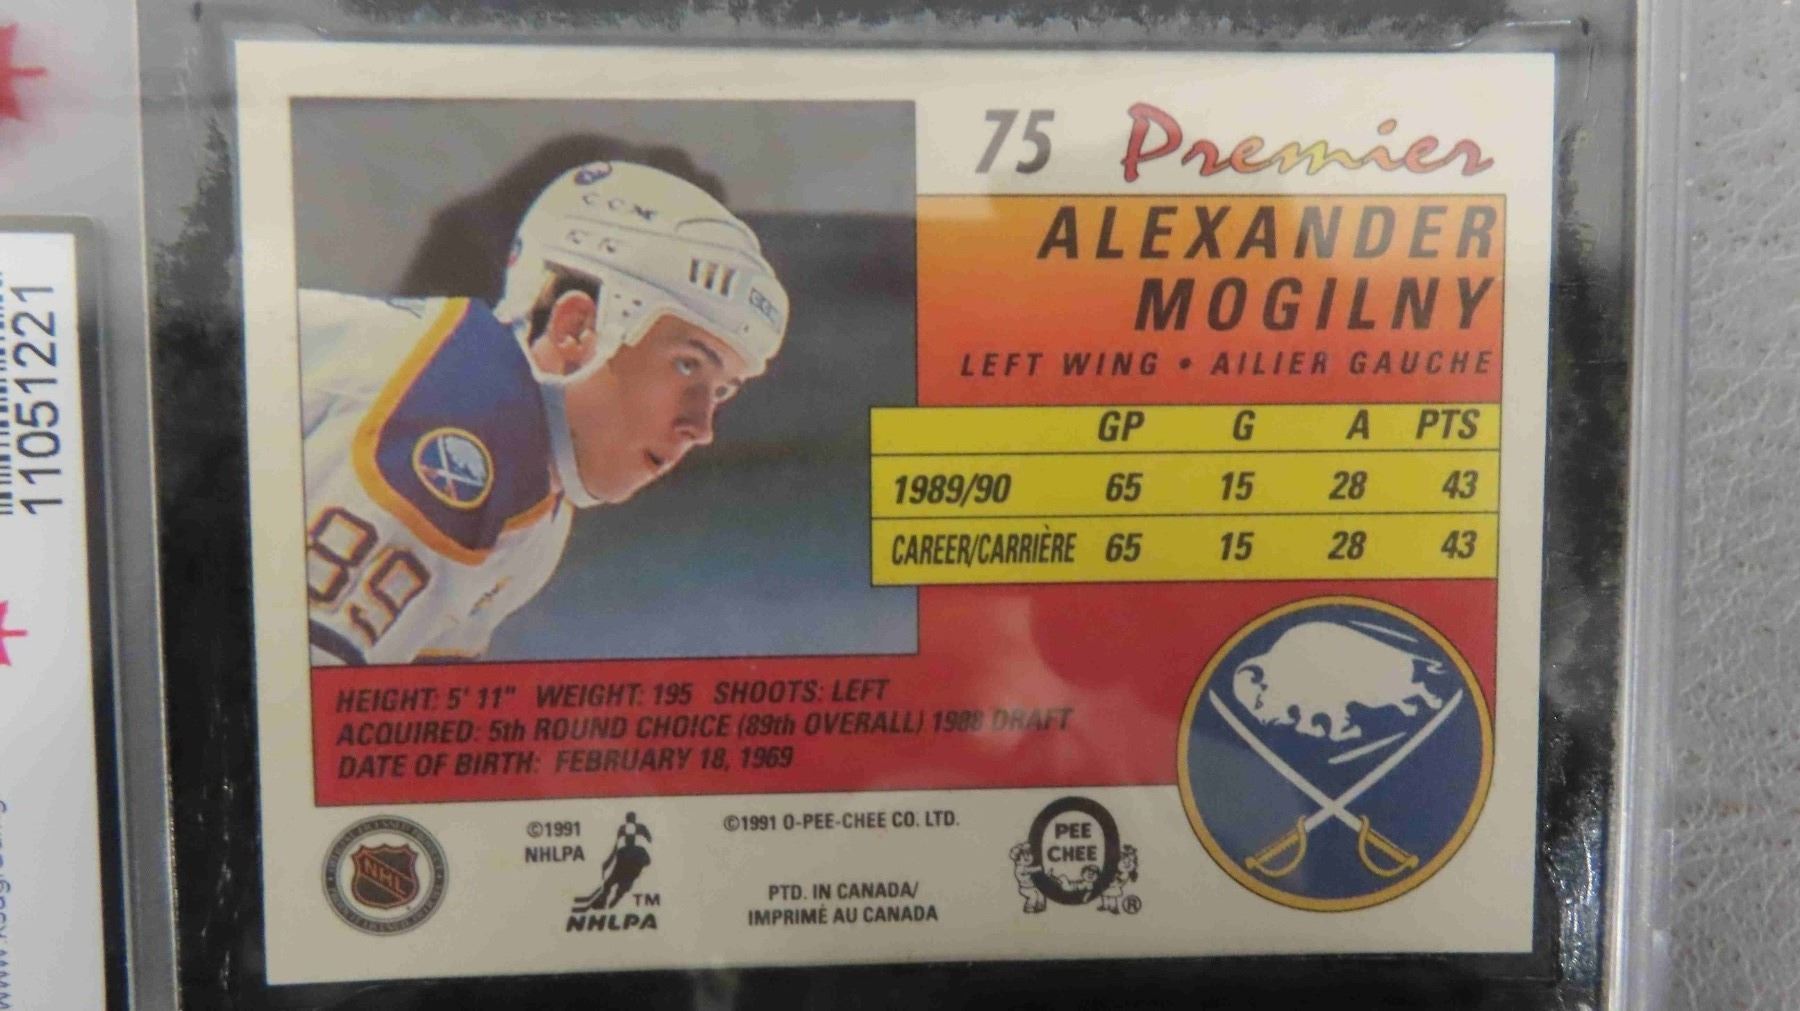 75 Premier
ALEXANDER
MOGILNY
LEFT WING • AILIER GAUCHE
GP G A PTS
1989/90 65 15 28 43
CAREER/CARRIÈRE 65 15 28 43
HEIGHT: 5' 11" WEIGHT: 195 SHOOTS: LEFT
ACQUIRED: 5th ROUND CHOICE (89th OVERALL) 1988 DRAFT
DATE OF BIRTH: FEBRUARY 18, 1969
©1991
NHLPA
TM
NHLPA
©1991 O-PEE-CHEE CO. LTD.
PTD. IN CANADA/
IMPRIMÉ AU CANADA
PEE
CHEE
®
NHL
CCM
89
11051221